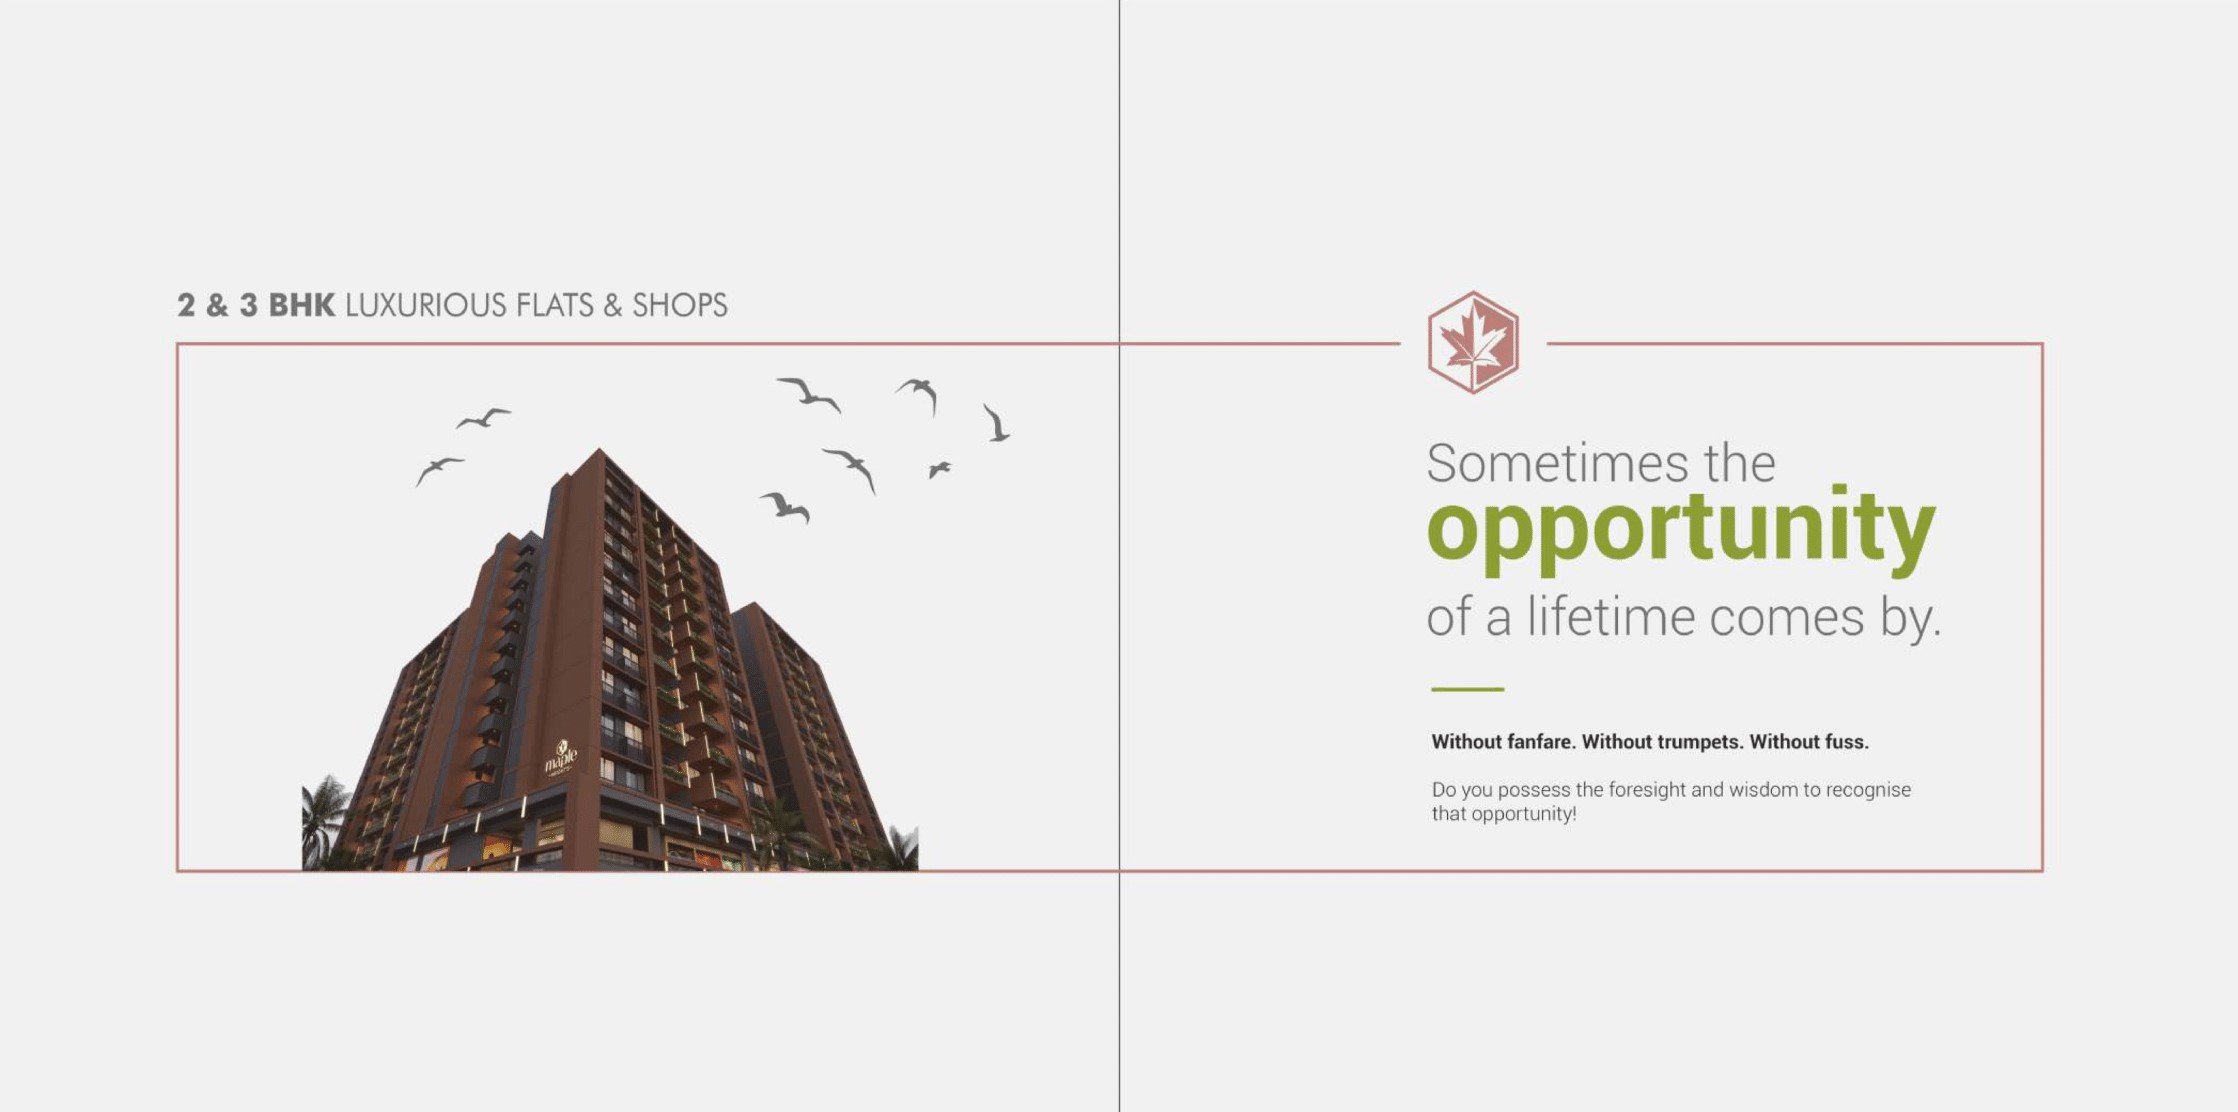 2 & 3 BHK LUXURIOUS FLATS & SHOPS
maple
Sometimes the
opportunity
of a lifetime comes by.
Without fanfare. Without trumpets. Without fuss.
Do you possess the foresight and wisdom to recognise
that opportunity!